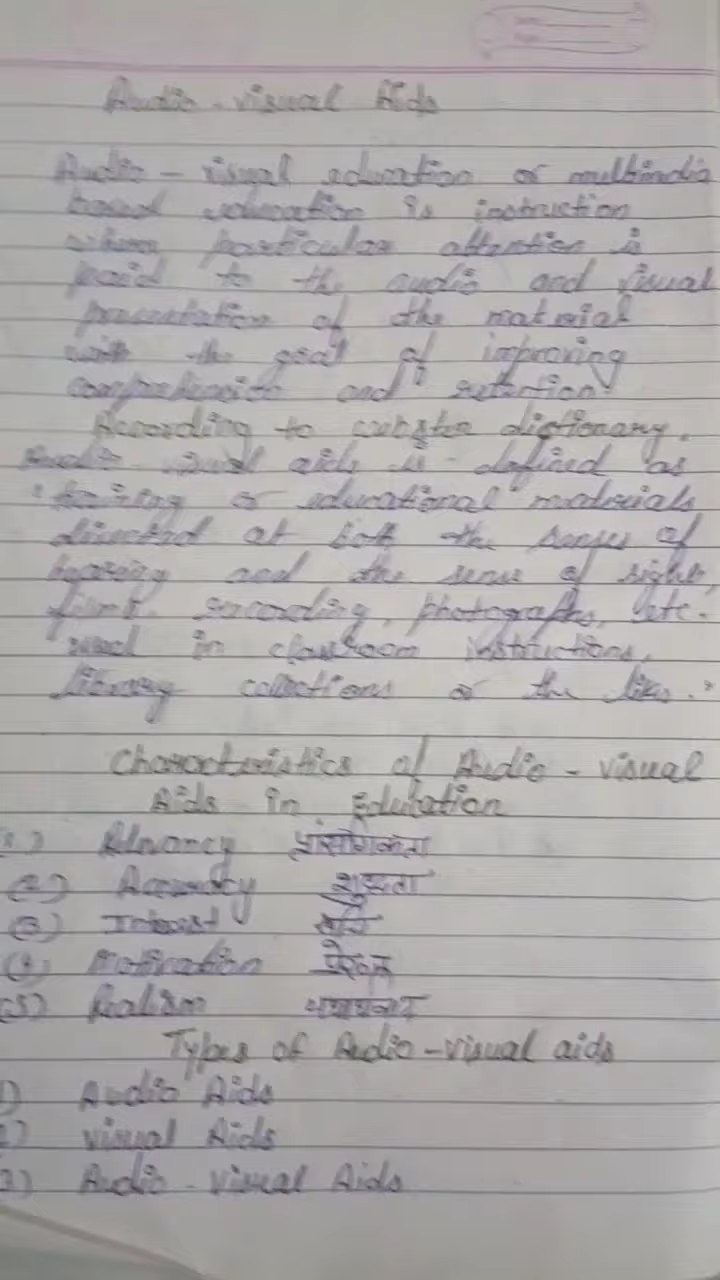 Audio - visual Aids
Audio - visual education or multimedia
based education is instruction
where particular attention is
paid to the audio and visual
presentation of the material
with the goal of improving
comprehension and retention.
According to dictionary,
Audio visual aids is defined as
"training or educational materials
directed at both the senses of
hearing and the sense of sight,
films, recording, photographs, etc.
used in classroom instructions,
library collections or the likes."
Characteristics of Audio - visual
Aids in Education
1) Relevancy प्रासंगिकता
(2) Accuracy शुद्धता
(3) Interest रूचि
(4) Motivation
(5) Realism
Types of Audio - visual aids
1) Audio Aids
2) visual Aids
3) Audio - visual Aids